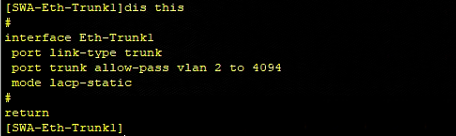 [SWA-Eth-Trunk1]dis this
#
interface Eth-Trunk1
 port link-type trunk
 port trunk allow-pass vlan 2 to 4094
 mode lacp-static
#
return
[SWA-Eth-Trunk1]